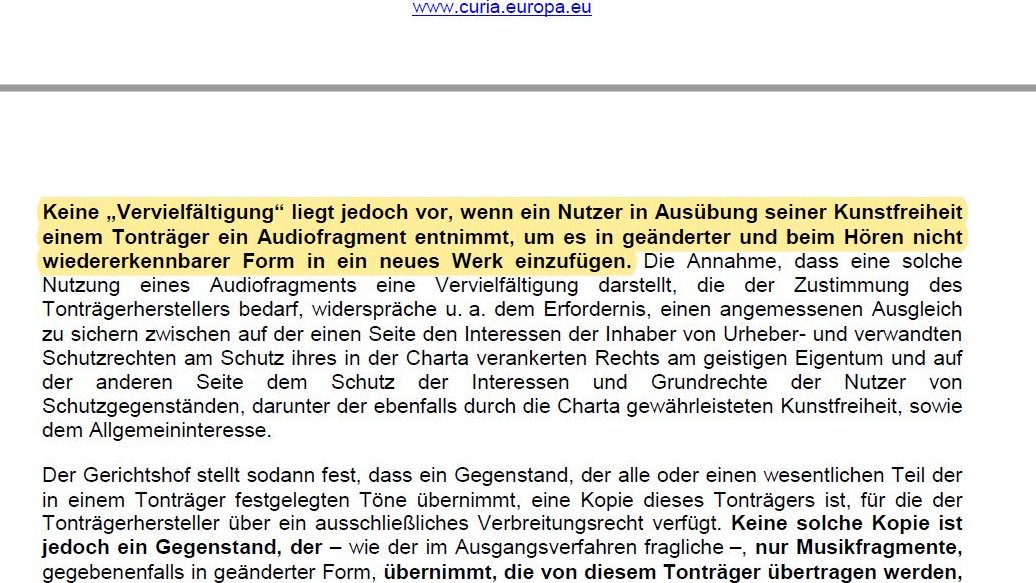 www.curia.europa.eu
Keine „Vervielfältigung“ liegt jedoch vor, wenn ein Nutzer in Ausübung seiner Kunstfreiheit
einem Tonträger ein Audiofragment entnimmt, um es in geänderter und beim Hören nicht
wiedererkennbarer Form in ein neues Werk einzufügen. Die Annahme, dass eine solche
Nutzung eines Audiofragments eine Vervielfältigung darstellt, die der Zustimmung des
Tonträgerherstellers bedarf, widerspräche u. a. dem Erfordernis, einen angemessenen Ausgleich
zu sichern zwischen auf der einen Seite den Interessen der Inhaber von Urheber- und verwandten
Schutzrechten am Schutz ihres in der Charta verankerten Rechts am geistigen Eigentum und auf
der anderen Seite dem Schutz der Interessen und Grundrechte der Nutzer von
Schutzgegenständen, darunter der ebenfalls durch die Charta gewährleisteten Kunstfreiheit, sowie
dem Allgemeininteresse.
Der Gerichtshof stellt sodann fest, dass ein Gegenstand, der alle oder einen wesentlichen Teil der
in einem Tonträger festgelegten Töne übernimmt, eine Kopie dieses Tonträgers ist, für die der
Tonträgerhersteller über ein ausschließliches Verbreitungsrecht verfügt. Keine solche Kopie ist
jedoch ein Gegenstand, der – wie der im Ausgangsverfahren fragliche –, nur Musikfragmente,
gegebenenfalls in geänderter Form, übernimmt, die von diesem Tonträger übertragen werden,